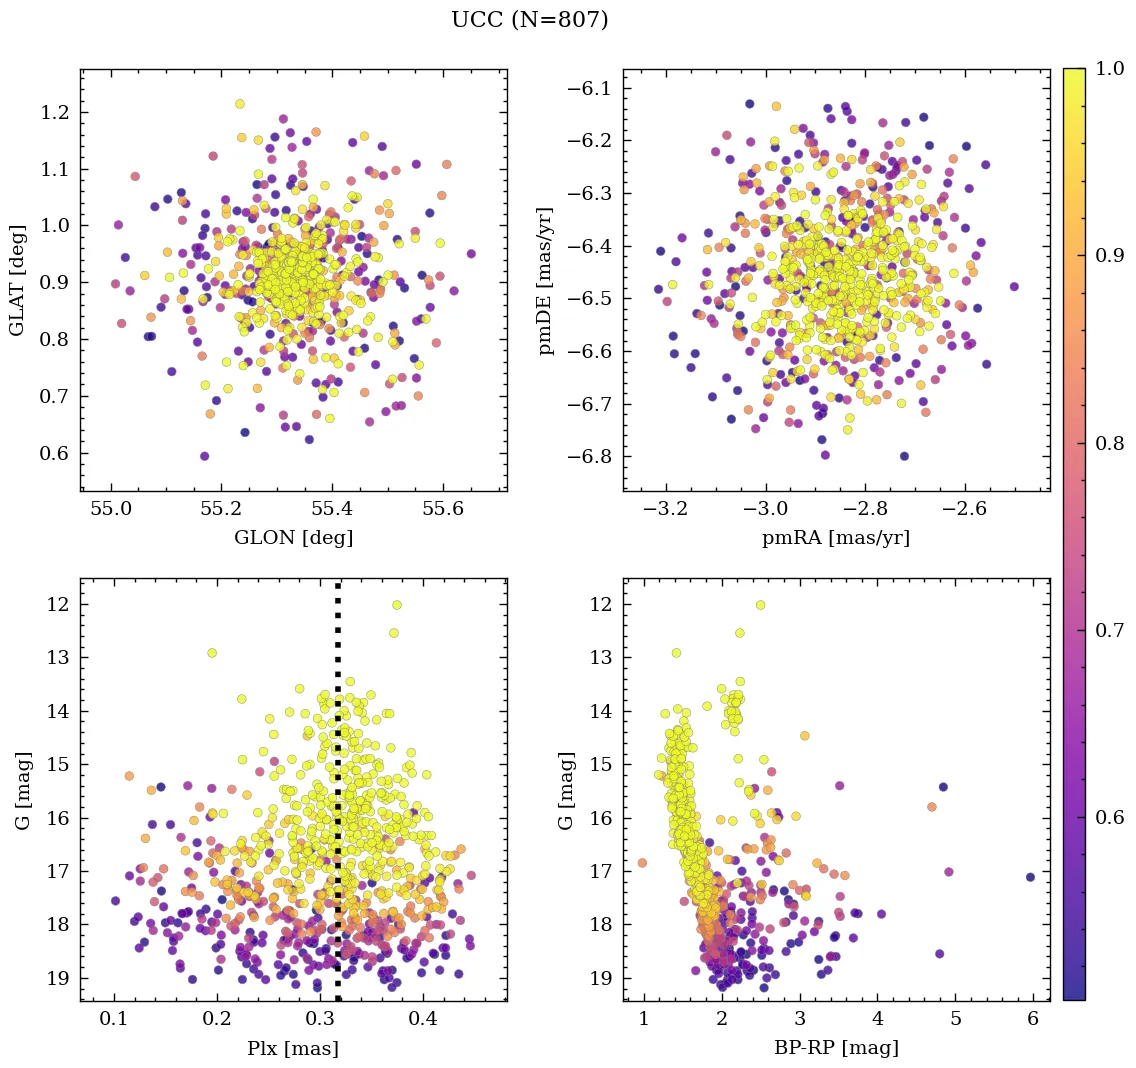 UCC (N=807)
1.2
1.1
1.0
0.9
0.8
0.7
0.6
GLAT [deg]
55.0 55.2 55.4 55.6
GLON [deg]
−6.1
−6.2
−6.3
−6.4
−6.5
−6.6
−6.7
−6.8
pmDE [mas/yr]
−3.2 −3.0 −2.8 −2.6
pmRA [mas/yr]
12
13
14
15
16
17
18
19
G [mag]
0.1 0.2 0.3 0.4
Plx [mas]
12
13
14
15
16
17
18
19
G [mag]
1 2 3 4 5 6
BP-RP [mag]
1.0
0.9
0.8
0.7
0.6